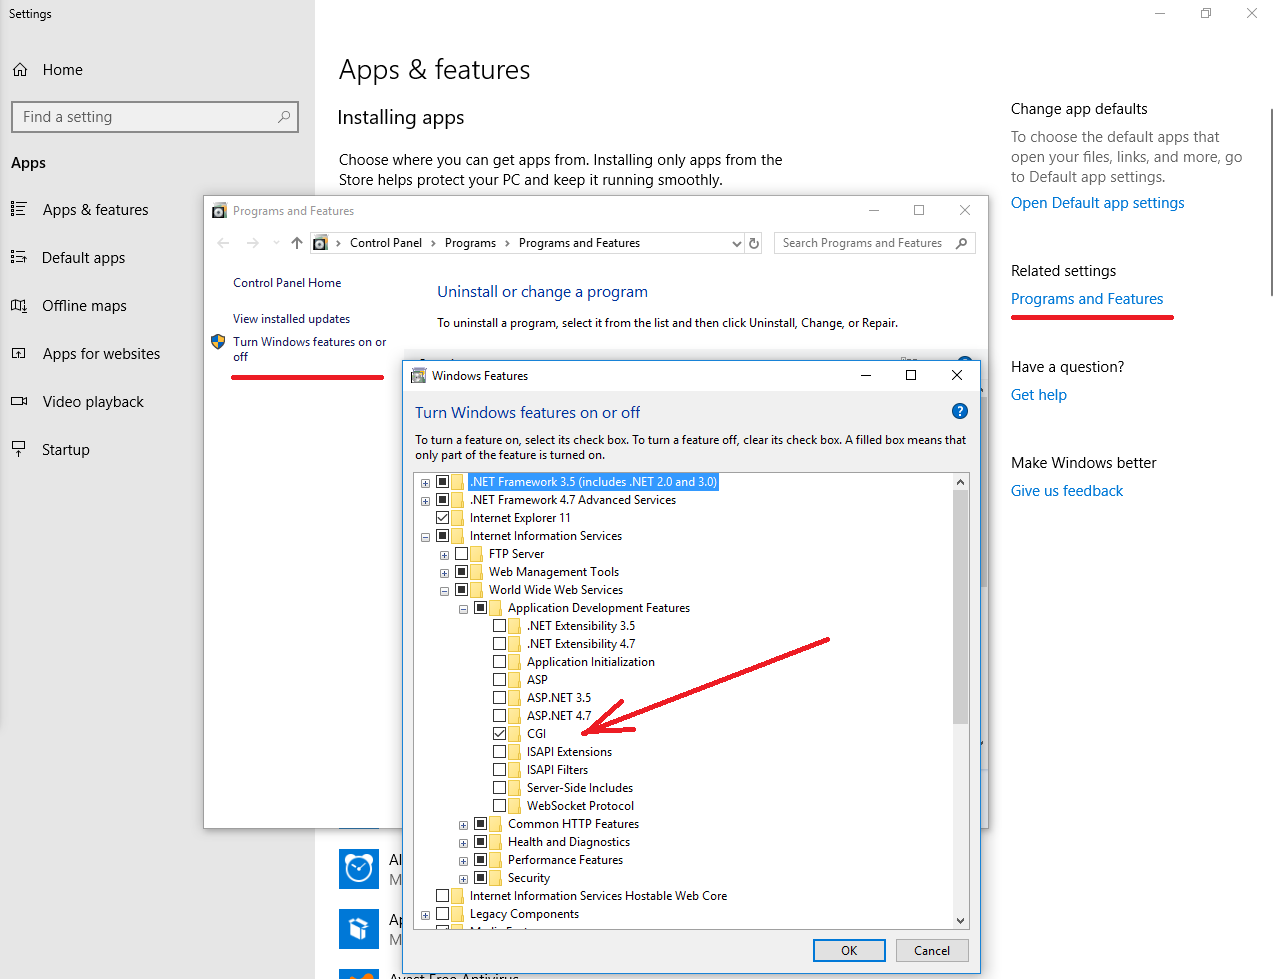 Settings
Home
Find a setting
Apps
Apps & features
Default apps
Offline maps
Apps for websites
Video playback
Startup
Apps & features
Installing apps
Choose where you can get apps from. Installing only apps from the
Store helps protect your PC and keep it running smoothly.
Change app defaults
To choose the default apps that
open your files, links, and more, go
to Default app settings.
Open Default app settings
Related settings
Programs and Features
Have a question?
Get help
Make Windows better
Give us feedback
Programs and Features
Control Panel > Programs > Programs and Features
Search Programs and Features
Control Panel Home
View installed updates
Turn Windows features on or
off
Uninstall or change a program
To uninstall a program, select it from the list and then click Uninstall, Change, or Repair.
Windows Features
Turn Windows features on or off
To turn a feature on, select its check box. To turn a feature off, clear its check box. A filled box means that
only part of the feature is turned on.
.NET Framework 3.5 (includes .NET 2.0 and 3.0)
.NET Framework 4.7 Advanced Services
Internet Explorer 11
Internet Information Services
FTP Server
Web Management Tools
World Wide Web Services
Application Development Features
.NET Extensibility 3.5
.NET Extensibility 4.7
Application Initialization
ASP
ASP.NET 3.5
ASP.NET 4.7
CGI
ISAPI Extensions
ISAPI Filters
Server-Side Includes
WebSocket Protocol
Common HTTP Features
Health and Diagnostics
Performance Features
Security
Internet Information Services Hostable Web Core
Legacy Components
OK
Cancel
Avast Free Antivirus